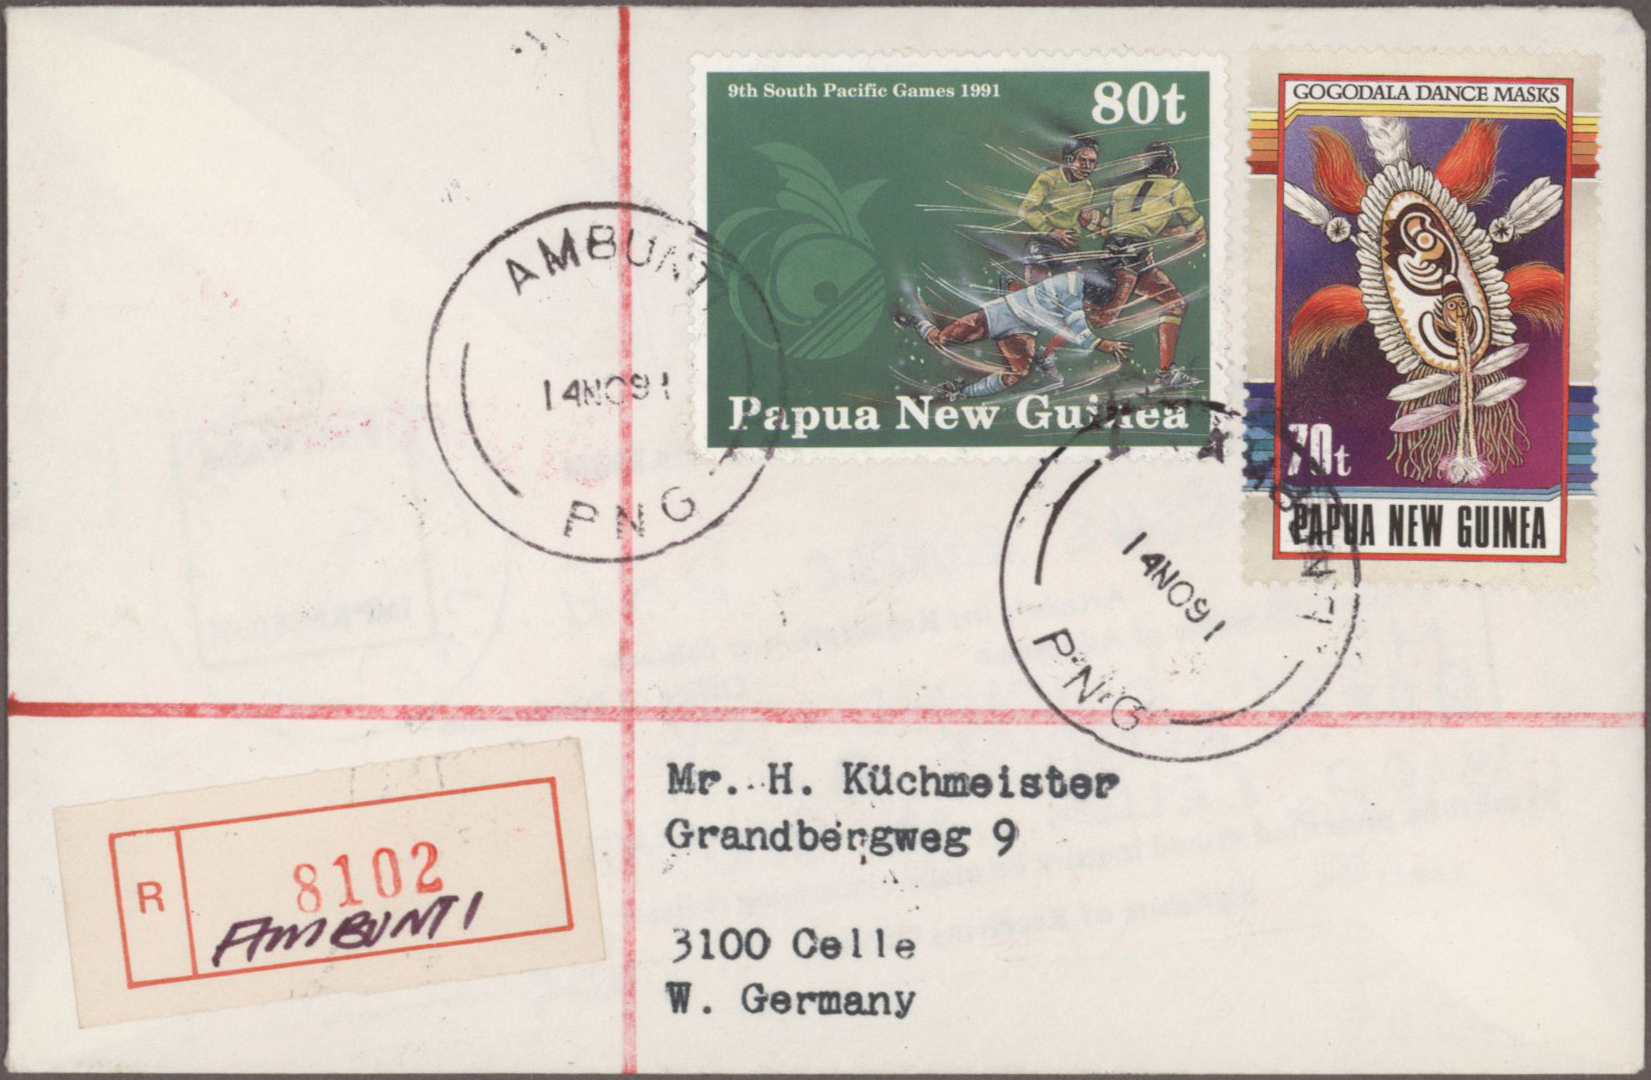 9th South Pacific Games 1991
80t
Papua New Guinea
GOGODALA DANCE MASKS
70t
PAPUA NEW GUINEA
AMBUNTI
14NO91
PNG
14NO91
P.N.G
R
8102
AMBUNTI
Mr. H. Küchmeister
Grandbergweg 9
3100 Celle
W. Germany